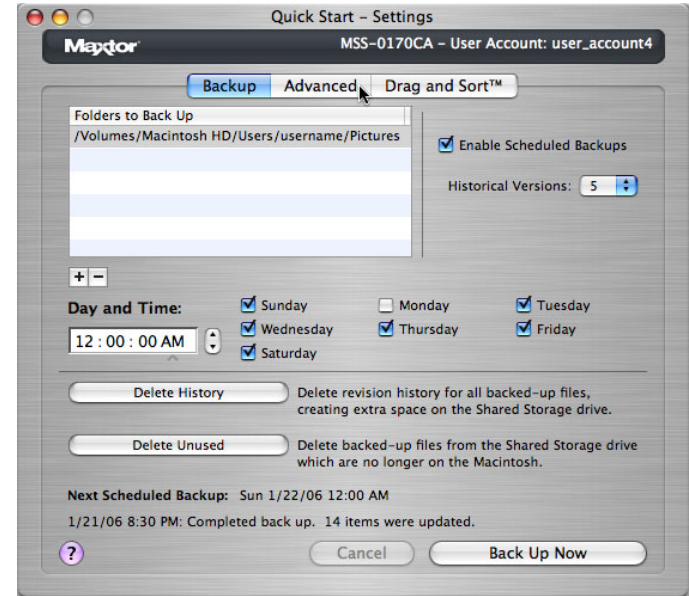 Quick Start – Settings
Maxtor
MSS-0170CA – User Account: user_account4
Backup Advanced Drag and Sort™
Folders to Back Up
/Volumes/Macintosh HD/Users/username/Pictures
Enable Scheduled Backups
Historical Versions: 5
+ −
Day and Time:
Sunday Monday Tuesday
12 : 00 : 00 AM
Wednesday Thursday Friday
Saturday
Delete History
Delete revision history for all backed-up files,
creating extra space on the Shared Storage drive.
Delete Unused
Delete backed-up files from the Shared Storage drive
which are no longer on the Macintosh.
Next Scheduled Backup: Sun 1/22/06 12:00 AM
1/21/06 8:30 PM: Completed back up. 14 items were updated.
? Cancel Back Up Now